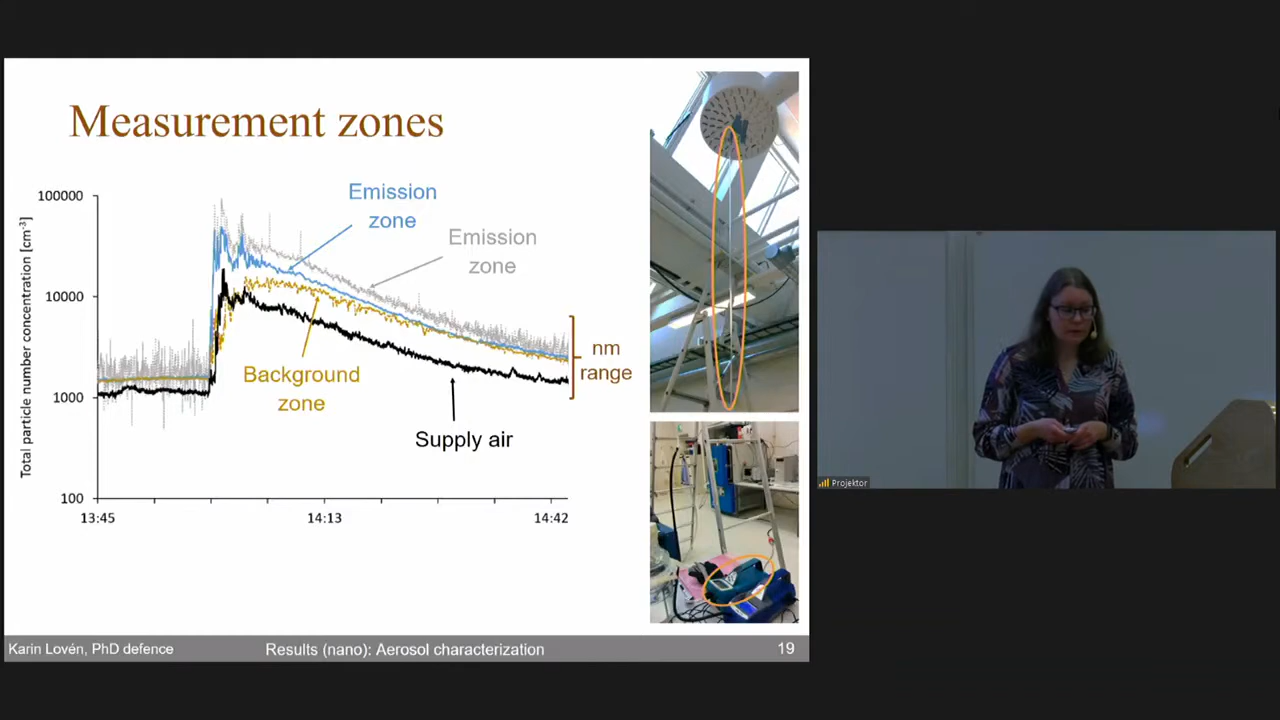 Measurement zones
Total particle number concentration [cm-3]
100000
10000
1000
100
13:45
14:13
14:42
Emission
zone
Emission
zone
Background
zone
Supply air
nm
range
Karin Lovén, PhD defence
Results (nano): Aerosol characterization
19
Projektor